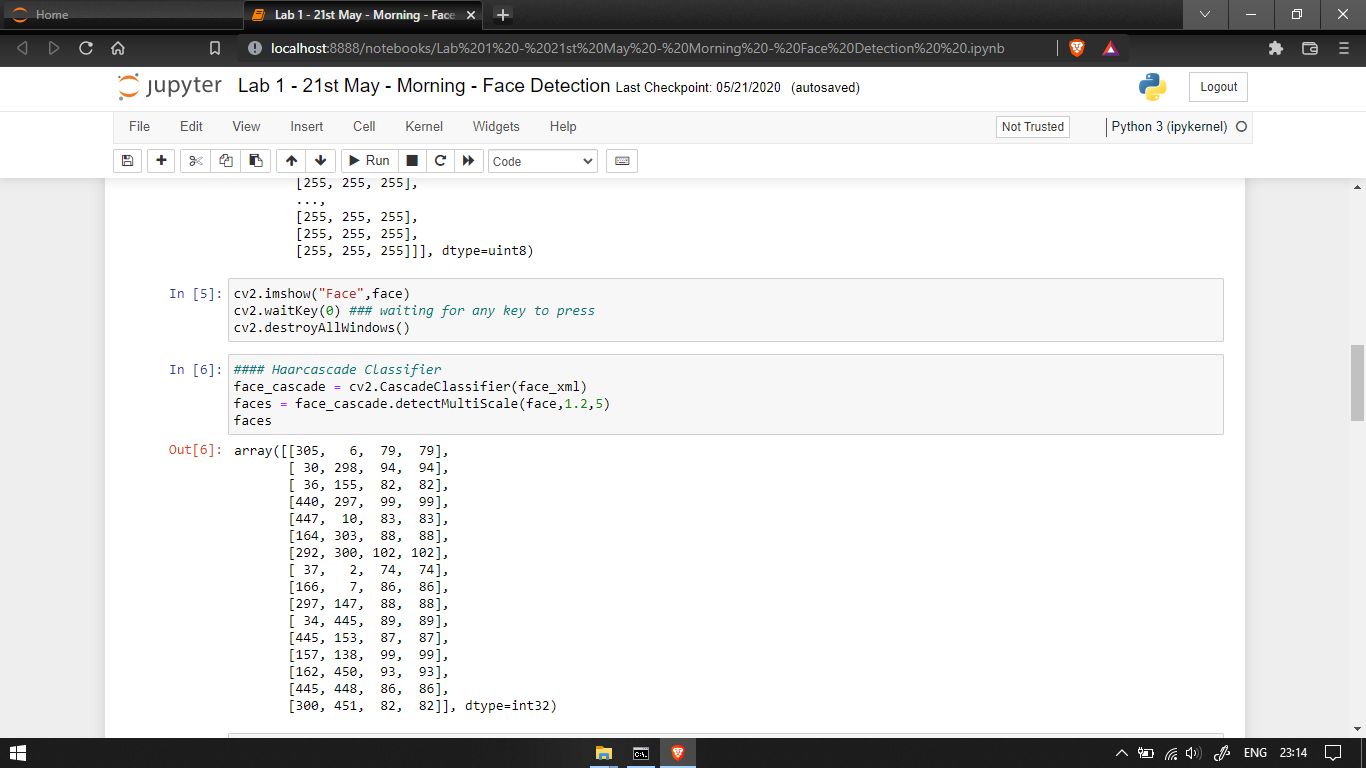 Home
Lab 1 - 21st May - Morning - Face
localhost:8888/notebooks/Lab%201%20-%2021st%20May%20-%20Morning%20-%20Face%20Detection%20%20.ipynb
jupyter Lab 1 - 21st May - Morning - Face Detection Last Checkpoint: 05/21/2020 (autosaved)
Logout
File Edit View Insert Cell Kernel Widgets Help
Not Trusted
Python 3 (ipykernel)
Run
Code
[255, 255, 255],
...,
[255, 255, 255],
[255, 255, 255],
[255, 255, 255]]], dtype=uint8)
In [5]: cv2.imshow("Face",face)
cv2.waitKey(0) ### waiting for any key to press
cv2.destroyAllWindows()
In [6]: #### Haarcascade Classifier
face_cascade = cv2.CascadeClassifier(face_xml)
faces = face_cascade.detectMultiScale(face,1.2,5)
faces
Out[6]: array([[305,   6,  79,  79],
[ 30, 298,  94,  94],
[ 36, 155,  82,  82],
[440, 297,  99,  99],
[447,  10,  83,  83],
[164, 303,  88,  88],
[292, 300, 102, 102],
[ 37,   2,  74,  74],
[166,   7,  86,  86],
[297, 147,  88,  88],
[ 34, 445,  89,  89],
[445, 153,  87,  87],
[157, 138,  99,  99],
[162, 450,  93,  93],
[445, 448,  86,  86],
[300, 451,  82,  82]], dtype=int32)
ENG 23:14